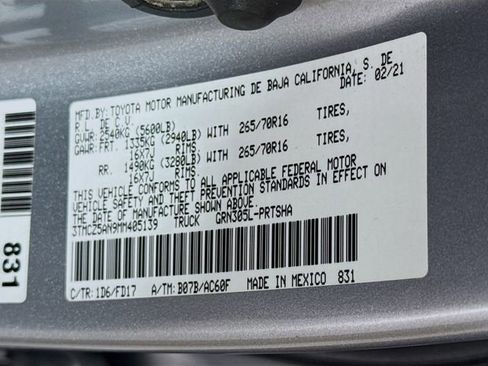 MFD.BY: TOYOTA MOTOR MANUFACTURING DE BAJA CALIFORNIA, S. DE
R. L. DE C.V. DATE: 02/21
GVWR: 2540KG (5600LB)
GAWR: FRT. 1335KG (2940LB) WITH 265/70R16 TIRES,
16X7J RIMS.
RR. 1490KG (3280LB) WITH 265/70R16 TIRES,
16X7J RIMS.
THIS VEHICLE CONFORMS TO ALL APPLICABLE FEDERAL MOTOR
VEHICLE SAFETY AND THEFT PREVENTION STANDARDS IN EFFECT ON
THE DATE OF MANUFACTURE SHOWN ABOVE.
3TMCZ5AN9MM405139 TRUCK GRN305L-PRTSHA
C/TR: 1D6/FD17 A/TM: B07B/AC60F MADE IN MEXICO 831
831